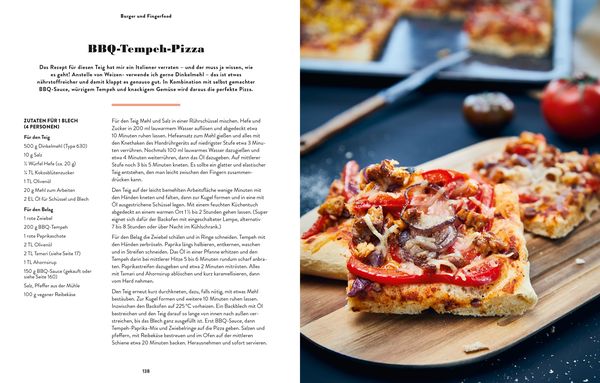 Burger und Fingerfood
BBQ-Tempeh-Pizza
Das Rezept für diesen Teig hat mir ein Italiener verraten – und der muss ja wissen, wie
es geht! Anstelle von Weizen- verwende ich gerne Dinkelmehl – das ist etwas
nährstoffreicher und damit klappt es genauso gut. In Kombination mit selbst gemachter
BBQ-Sauce, würzigem Tempeh und knackigem Gemüse wird daraus die perfekte Pizza.
ZUTATEN FÜR 1 BLECH
(4 PERSONEN)
Für den Teig
500 g Dinkelmehl (Type 630)
10 g Salz
½ Würfel Hefe (ca. 20 g)
½ TL Kokosblütenzucker
1 TL Olivenöl
20 g Mehl zum Arbeiten
2 EL Öl für Schüssel und Blech
Für den Belag
1 rote Zwiebel
200 g BBQ-Tempeh
1 rote Paprikaschote
2 TL Olivenöl
2 TL Tamari (siehe Seite 17)
1 TL Ahornsirup
150 g BBQ-Sauce (gekauft oder
siehe Seite 160)
Salz, Pfeffer aus der Mühle
100 g veganer Reibekäse
Für den Teig Mehl und Salz in einer Rührschüssel mischen. Hefe und
Zucker in 200 ml lauwarmem Wasser auflösen und abgedeckt etwa
10 Minuten ruhen lassen. Hefeansatz zum Mehl gießen und alles mit
den Knethaken des Handrührgeräts auf niedrigster Stufe etwa 3 Minu-
ten verrühren. Nochmals 100 ml lauwarmes Wasser dazugießen und
etwa 4 Minuten weiterrühren, dann das Öl dazugeben. Auf mittlerer
Stufe noch 3 bis 5 Minuten kneten. Es sollte ein glatter und elastischer
Teig entstehen, den man leicht zwischen den Fingern zusammen-
drücken kann.
Den Teig auf der leicht bemehlten Arbeitsfläche wenige Minuten mit
den Händen kneten und falten, dann zur Kugel formen und in eine mit
Öl ausgestrichene Schüssel legen. Mit einem feuchten Küchentuch
abgedeckt an einem warmen Ort 1½ bis 2 Stunden gehen lassen. (Super
eignet sich dafür der Backofen mit eingeschalteter Lampe, alternativ
7 bis 8 Stunden oder über Nacht im Kühlschrank.)
Für den Belag die Zwiebel schälen und in Ringe schneiden. Tempeh mit
den Händen zerbröseln. Paprika längs halbieren, entkernen, waschen
und in Streifen schneiden. Das Öl in einer Pfanne erhitzen und den
Tempeh darin bei mittlerer Hitze 5 bis 6 Minuten rundum scharf anbra-
ten. Paprikastreifen dazugeben und etwa 2 Minuten mitrösten. Alles
mit Tamari und Ahornsirup ablöschen und kurz karamellisieren, dann
vom Herd nehmen.
Den Teig erneut kurz durchkneten, dazu, falls nötig, mit etwas Mehl
bestäuben. Zur Kugel formen und weitere 10 Minuten ruhen lassen.
Inzwischen den Backofen auf 225 °C vorheizen. Ein Backblech mit Öl
bestreichen und den Teig darauf so lange von innen nach außen ver-
streichen, bis das Blech ganz ausgefüllt ist. Erst BBQ-Sauce, dann
Tempeh-Paprika-Mix und Zwiebelringe auf die Pizza geben. Salzen und
pfeffern, mit Reibekäse bestreuen und im Ofen auf der mittleren
Schiene etwa 20 Minuten backen. Herausnehmen und sofort servieren.
138